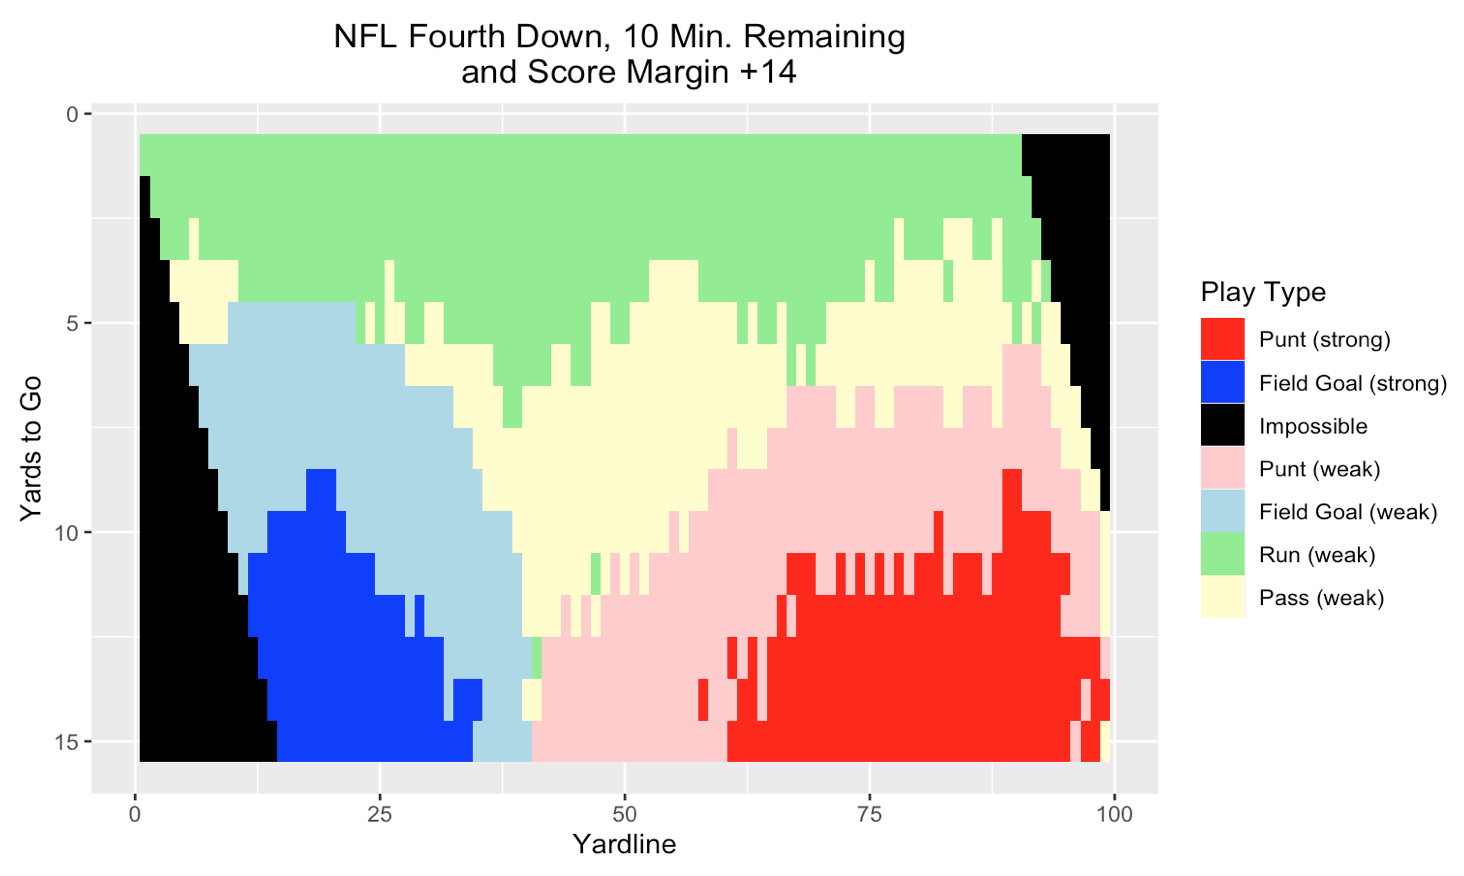 NFL Fourth Down, 10 Min. Remaining
and Score Margin +14
0
5
10
15
Yards to Go
0 25 50 75 100
Yardline
Play Type
Punt (strong)
Field Goal (strong)
Impossible
Punt (weak)
Field Goal (weak)
Run (weak)
Pass (weak)